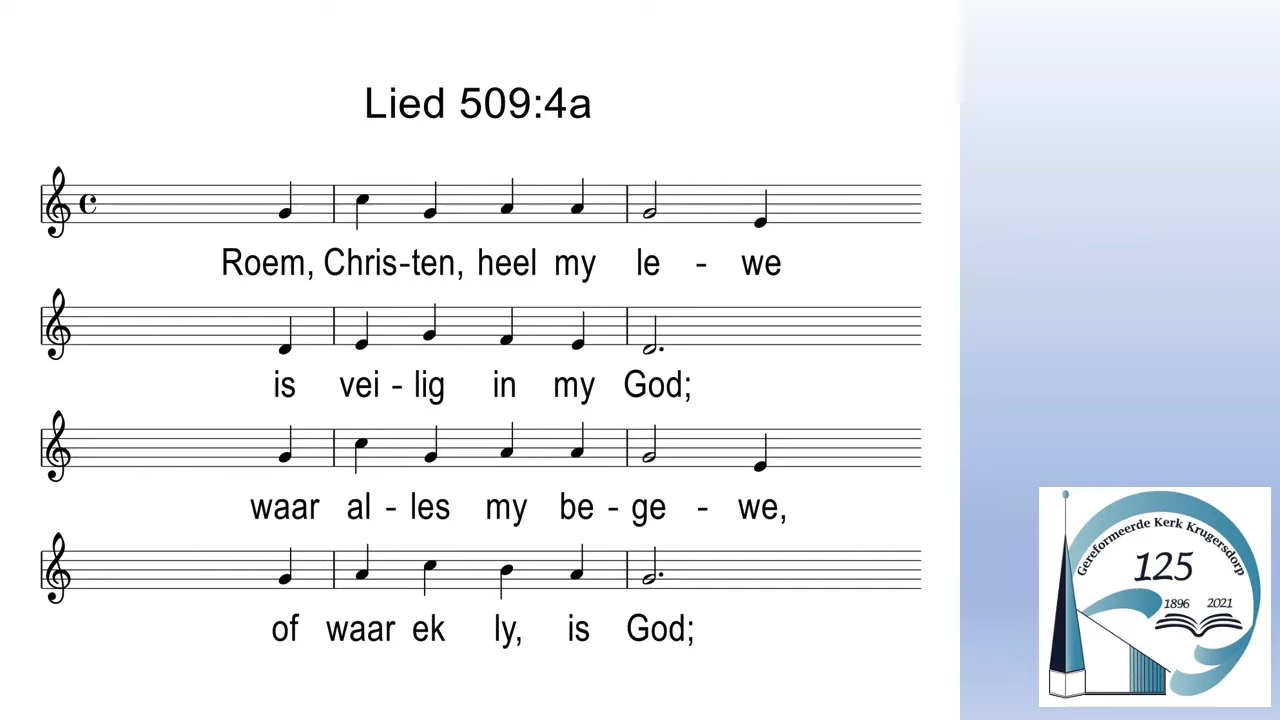 Lied 509:4a
Roem, Chris-ten, heel my le - we
is vei - lig in my God;
waar al - les my be - ge - we,
of waar ek ly, is God;
Gereformeerde Kerk Krugersdorp
125
1896 2021